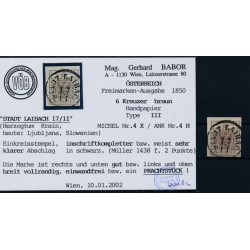 VÖB
Mag. Gerhard BABOR
A - 1130 Wien, Lainzerstrasse 80
ÖSTERREICH
Freimarken-Ausgabe 1850
6 Kreuzer braun
Handpapier
Type III
"STADT LAIBACH 17/11"
(Herzogtum Krain,
heute: Ljubljana, Slowenien)
MICHEL Nr.4 X / ANK Nr.4 H
Einkreisstempel, inschriftkompletter bzw. meist sehr
klarer Abschlag in schwarz. (Müller 1438 f, 2 Punkte)
Die Marke ist rechts und unten gut bzw. links und oben
breit vollrandig, einwandfrei bzw. ein PRACHTSTÜCK !
Wien, 10.01.2002